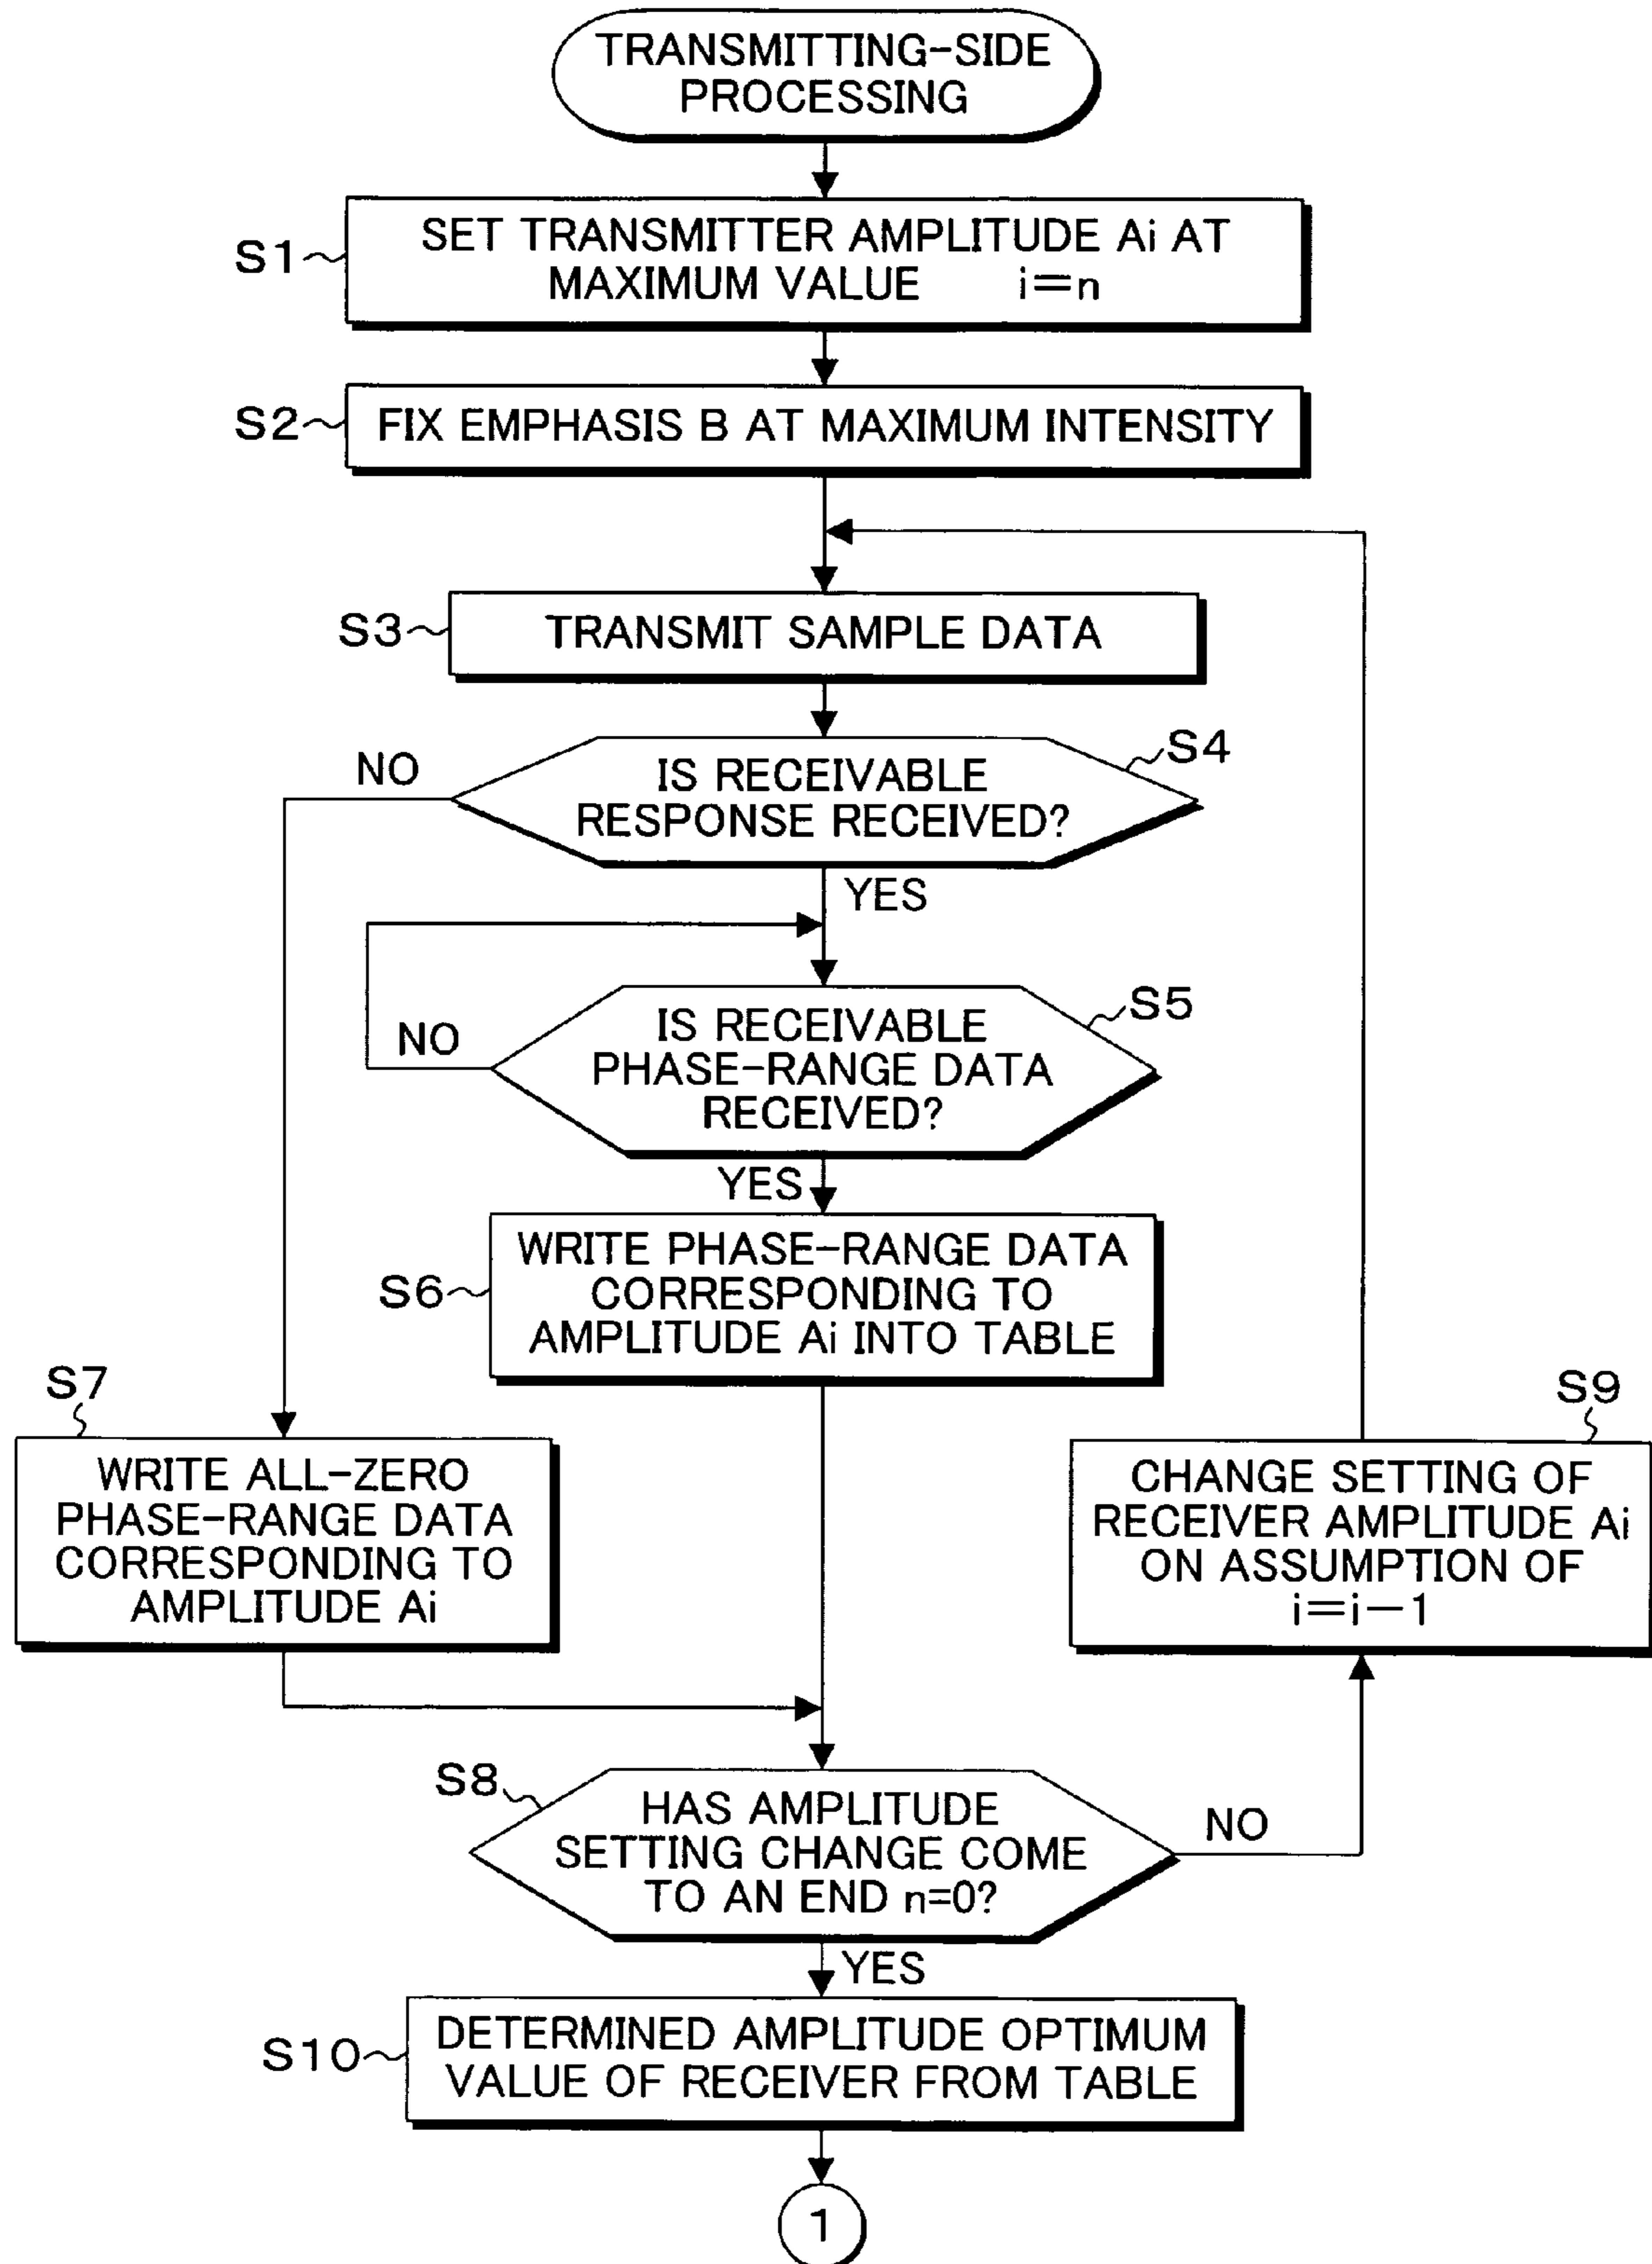 TRANSMITTING-SIDE
PROCESSING
S1
SET TRANSMITTER AMPLITUDE Ai AT
MAXIMUM VALUE i=n
S2
FIX EMPHASIS B AT MAXIMUM INTENSITY
S3
TRANSMIT SAMPLE DATA
S4
NO
IS RECEIVABLE
RESPONSE RECEIVED?
YES
S5
NO
IS RECEIVABLE
PHASE-RANGE DATA
RECEIVED?
YES
S6
WRITE PHASE-RANGE DATA
CORRESPONDING TO
AMPLITUDE Ai INTO TABLE
S7
WRITE ALL-ZERO
PHASE-RANGE DATA
CORRESPONDING TO
AMPLITUDE Ai
S9
CHANGE SETTING OF
RECEIVER AMPLITUDE Ai
ON ASSUMPTION OF
i=i-1
S8
HAS AMPLITUDE
SETTING CHANGE COME
TO AN END n=0?
NO
YES
S10
DETERMINED AMPLITUDE OPTIMUM
VALUE OF RECEIVER FROM TABLE
1